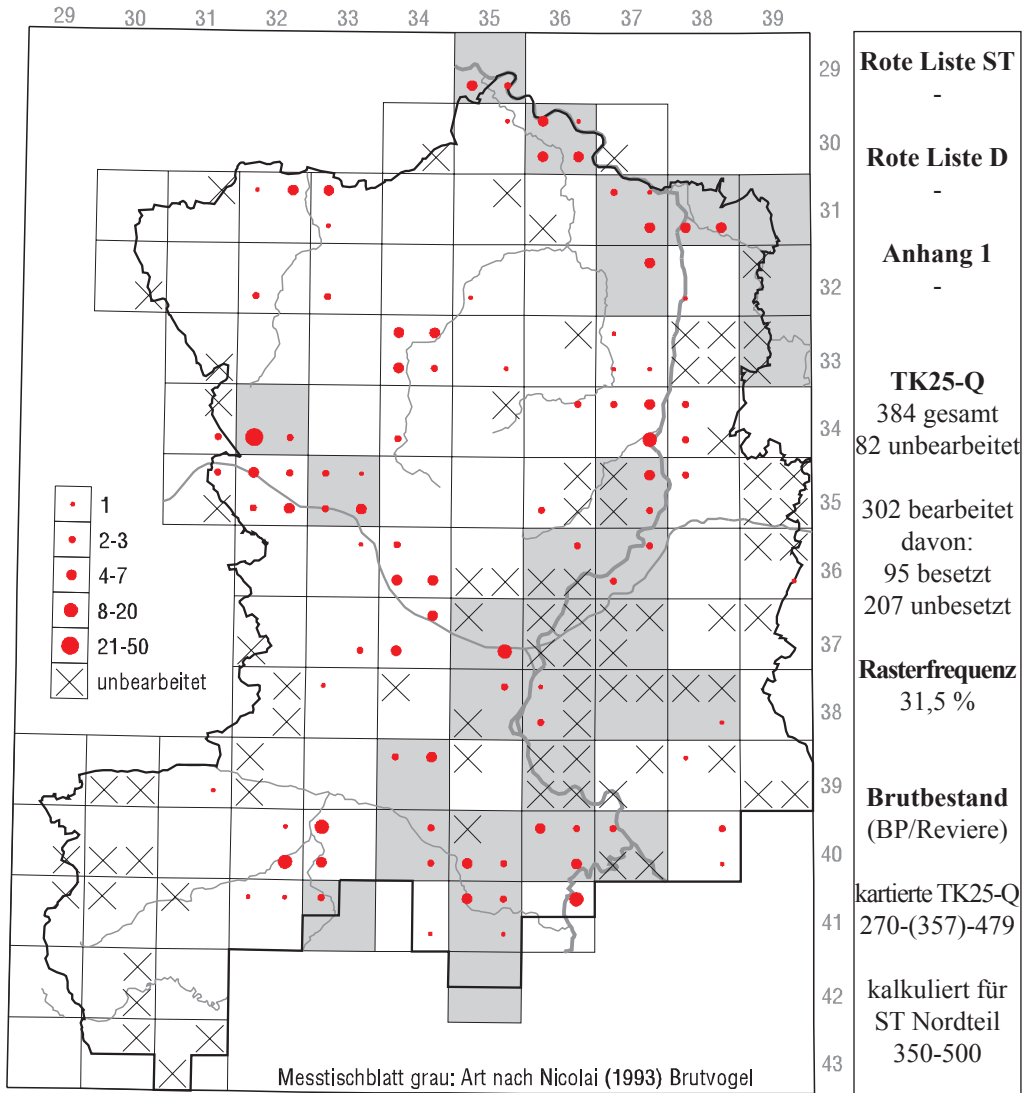 29 30 31 32 33 34 35 36 37 38 39
29
30
31
32
33
34
35
36
37
38
39
40
41
42
43
1
2-3
4-7
8-20
21-50
unbearbeitet
Messtischblatt grau: Art nach Nicolai (1993) Brutvogel
Rote Liste ST
-
Rote Liste D
-
Anhang 1
-
TK25-Q
384 gesamt
82 unbearbeitet
302 bearbeitet
davon:
95 besetzt
207 unbesetzt
Rasterfrequenz
31,5 %
Brutbestand
(BP/Reviere)
kartierte TK25-Q
270-(357)-479
kalkuliert für
ST Nordteil
350-500